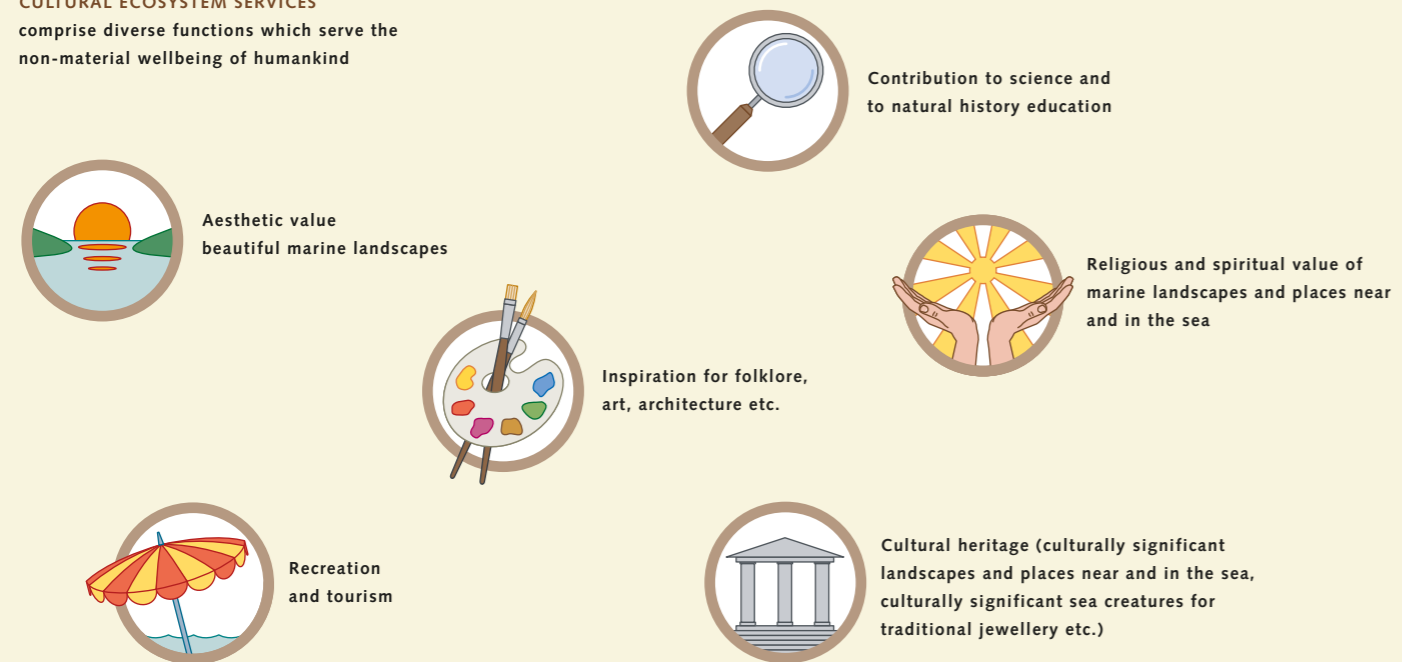 CULTURAL ECOSYSTEM SERVICES
comprise diverse functions which serve the
non-material wellbeing of humankind
Contribution to science and
to natural history education
Aesthetic value
beautiful marine landscapes
Religious and spiritual value of
marine landscapes and places near
and in the sea
Inspiration for folklore,
art, architecture etc.
Recreation
and tourism
Cultural heritage (culturally significant
landscapes and places near and in the sea,
culturally significant sea creatures for
traditional jewellery etc.)